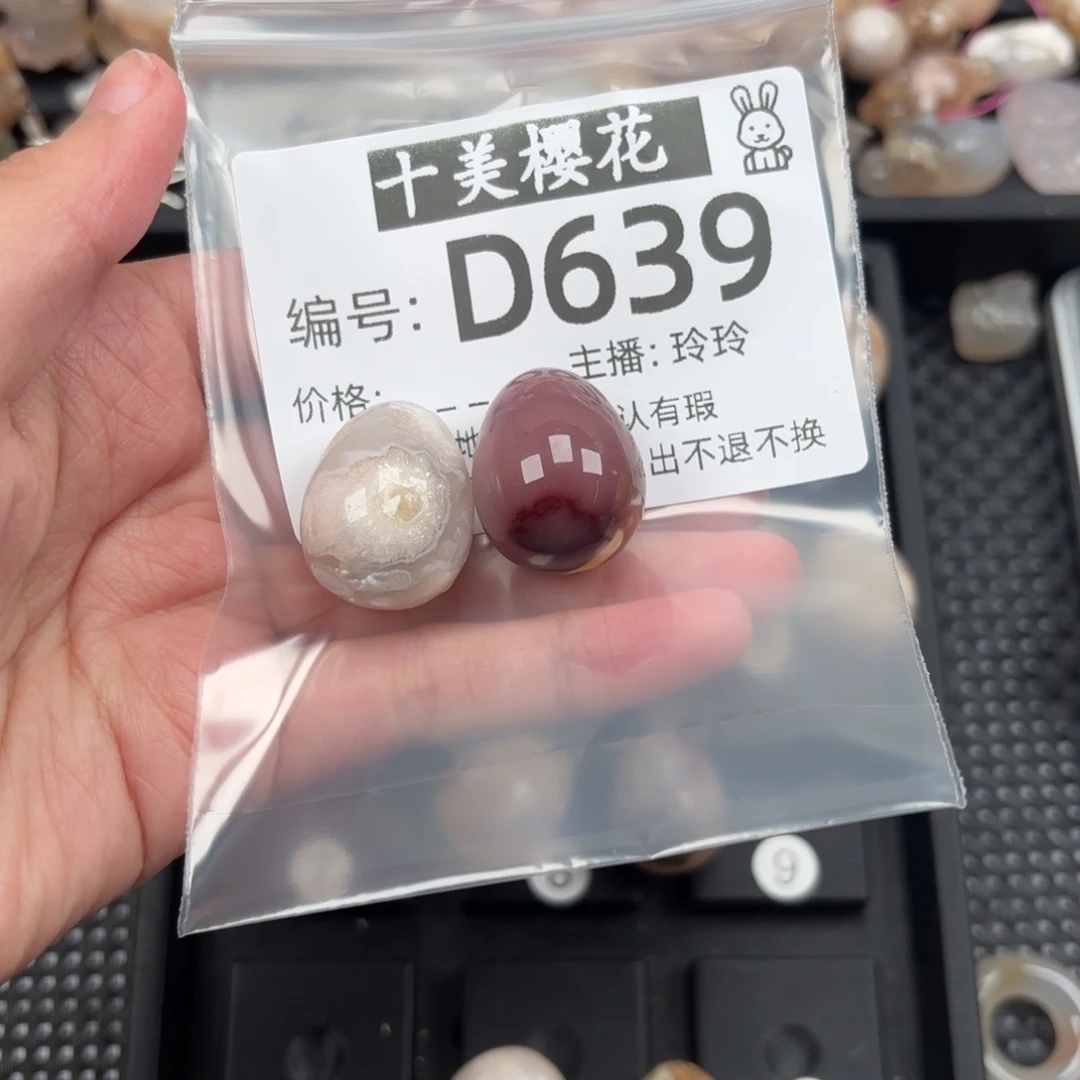 十美樱花
D639
编号:
主播: 玲玲
价格:
认有瑕
出不退不换
9